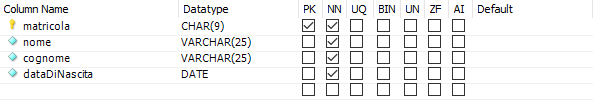 Column Name Datatype PK NN UQ BIN UN ZF AI Default
matricola CHAR(9)
nome VARCHAR(25)
cognome VARCHAR(25)
dataDiNascita DATE